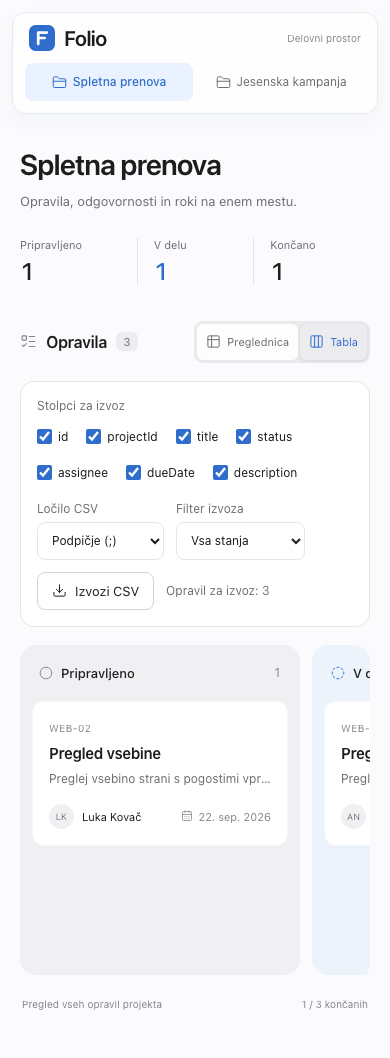 F Folio
Delovni prostor
Spletna prenova
Jesenska kampanja
Spletna prenova
Opravila, odgovornosti in roki na enem mestu.
Pripravljeno
V delu
Končano
1
1
1
Opravila 3
Preglednica
Tabla
Stolpci za izvoz
id
projectId
title
status
assignee
dueDate
description
Ločilo CSV
Filter izvoza
Podpičje (;)
Vsa stanja
Izvozi CSV
Opravil za izvoz: 3
Pripravljeno 1
WEB-02
Pregled vsebine
Preglej vsebino strani s pogostimi vpr...
LK Luka Kovač
22. sep. 2026
V d
WEB-
Preg
Pregl
AN
Pregled vseh opravil projekta
1 / 3 končanih